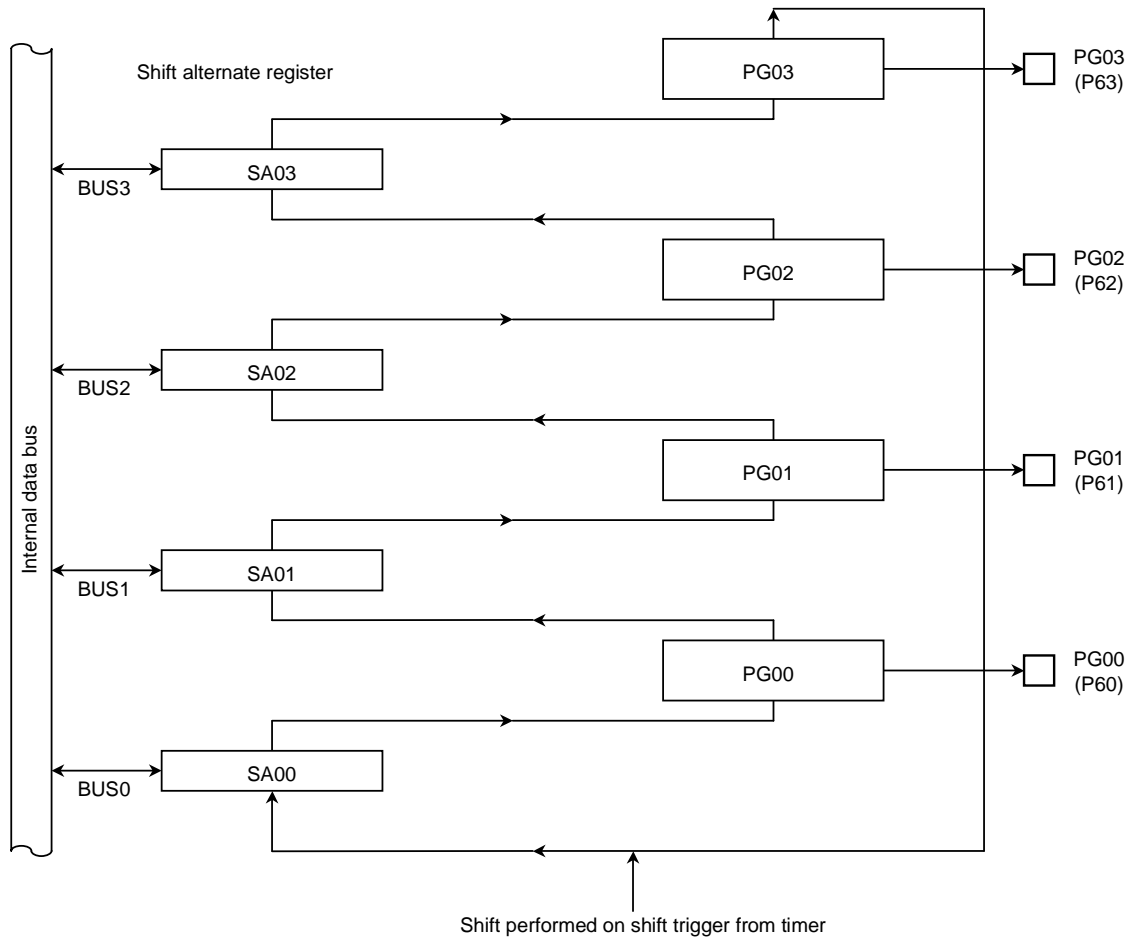 Shift alternate register
PG03
PG03
(P63)
SA03
BUS3
PG02
PG02
(P62)
SA02
BUS2
Internal data bus
PG01
PG01
(P61)
SA01
BUS1
PG00
PG00
(P60)
SA00
BUS0
Shift performed on shift trigger from timer